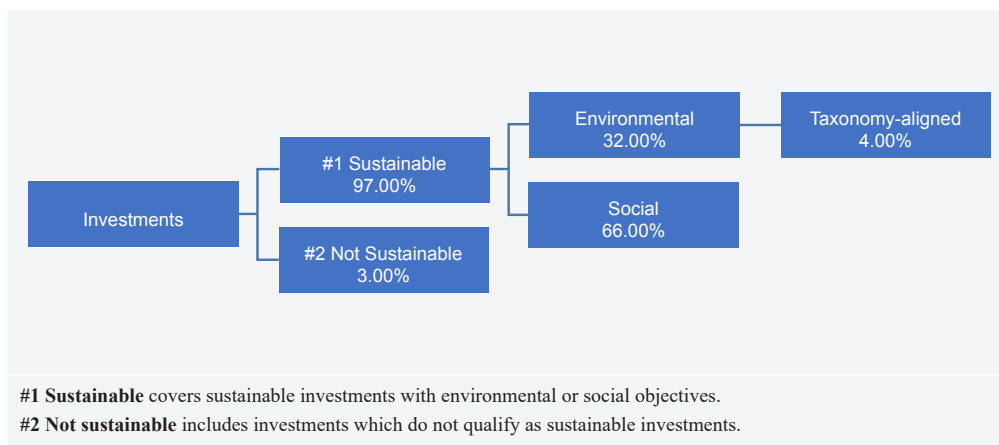 Investments
#1 Sustainable
97.00%
#2 Not Sustainable
3.00%
Environmental
32.00%
Social
66.00%
Taxonomy-aligned
4.00%
#1 Sustainable covers sustainable investments with environmental or social objectives.
#2 Not sustainable includes investments which do not qualify as sustainable investments.